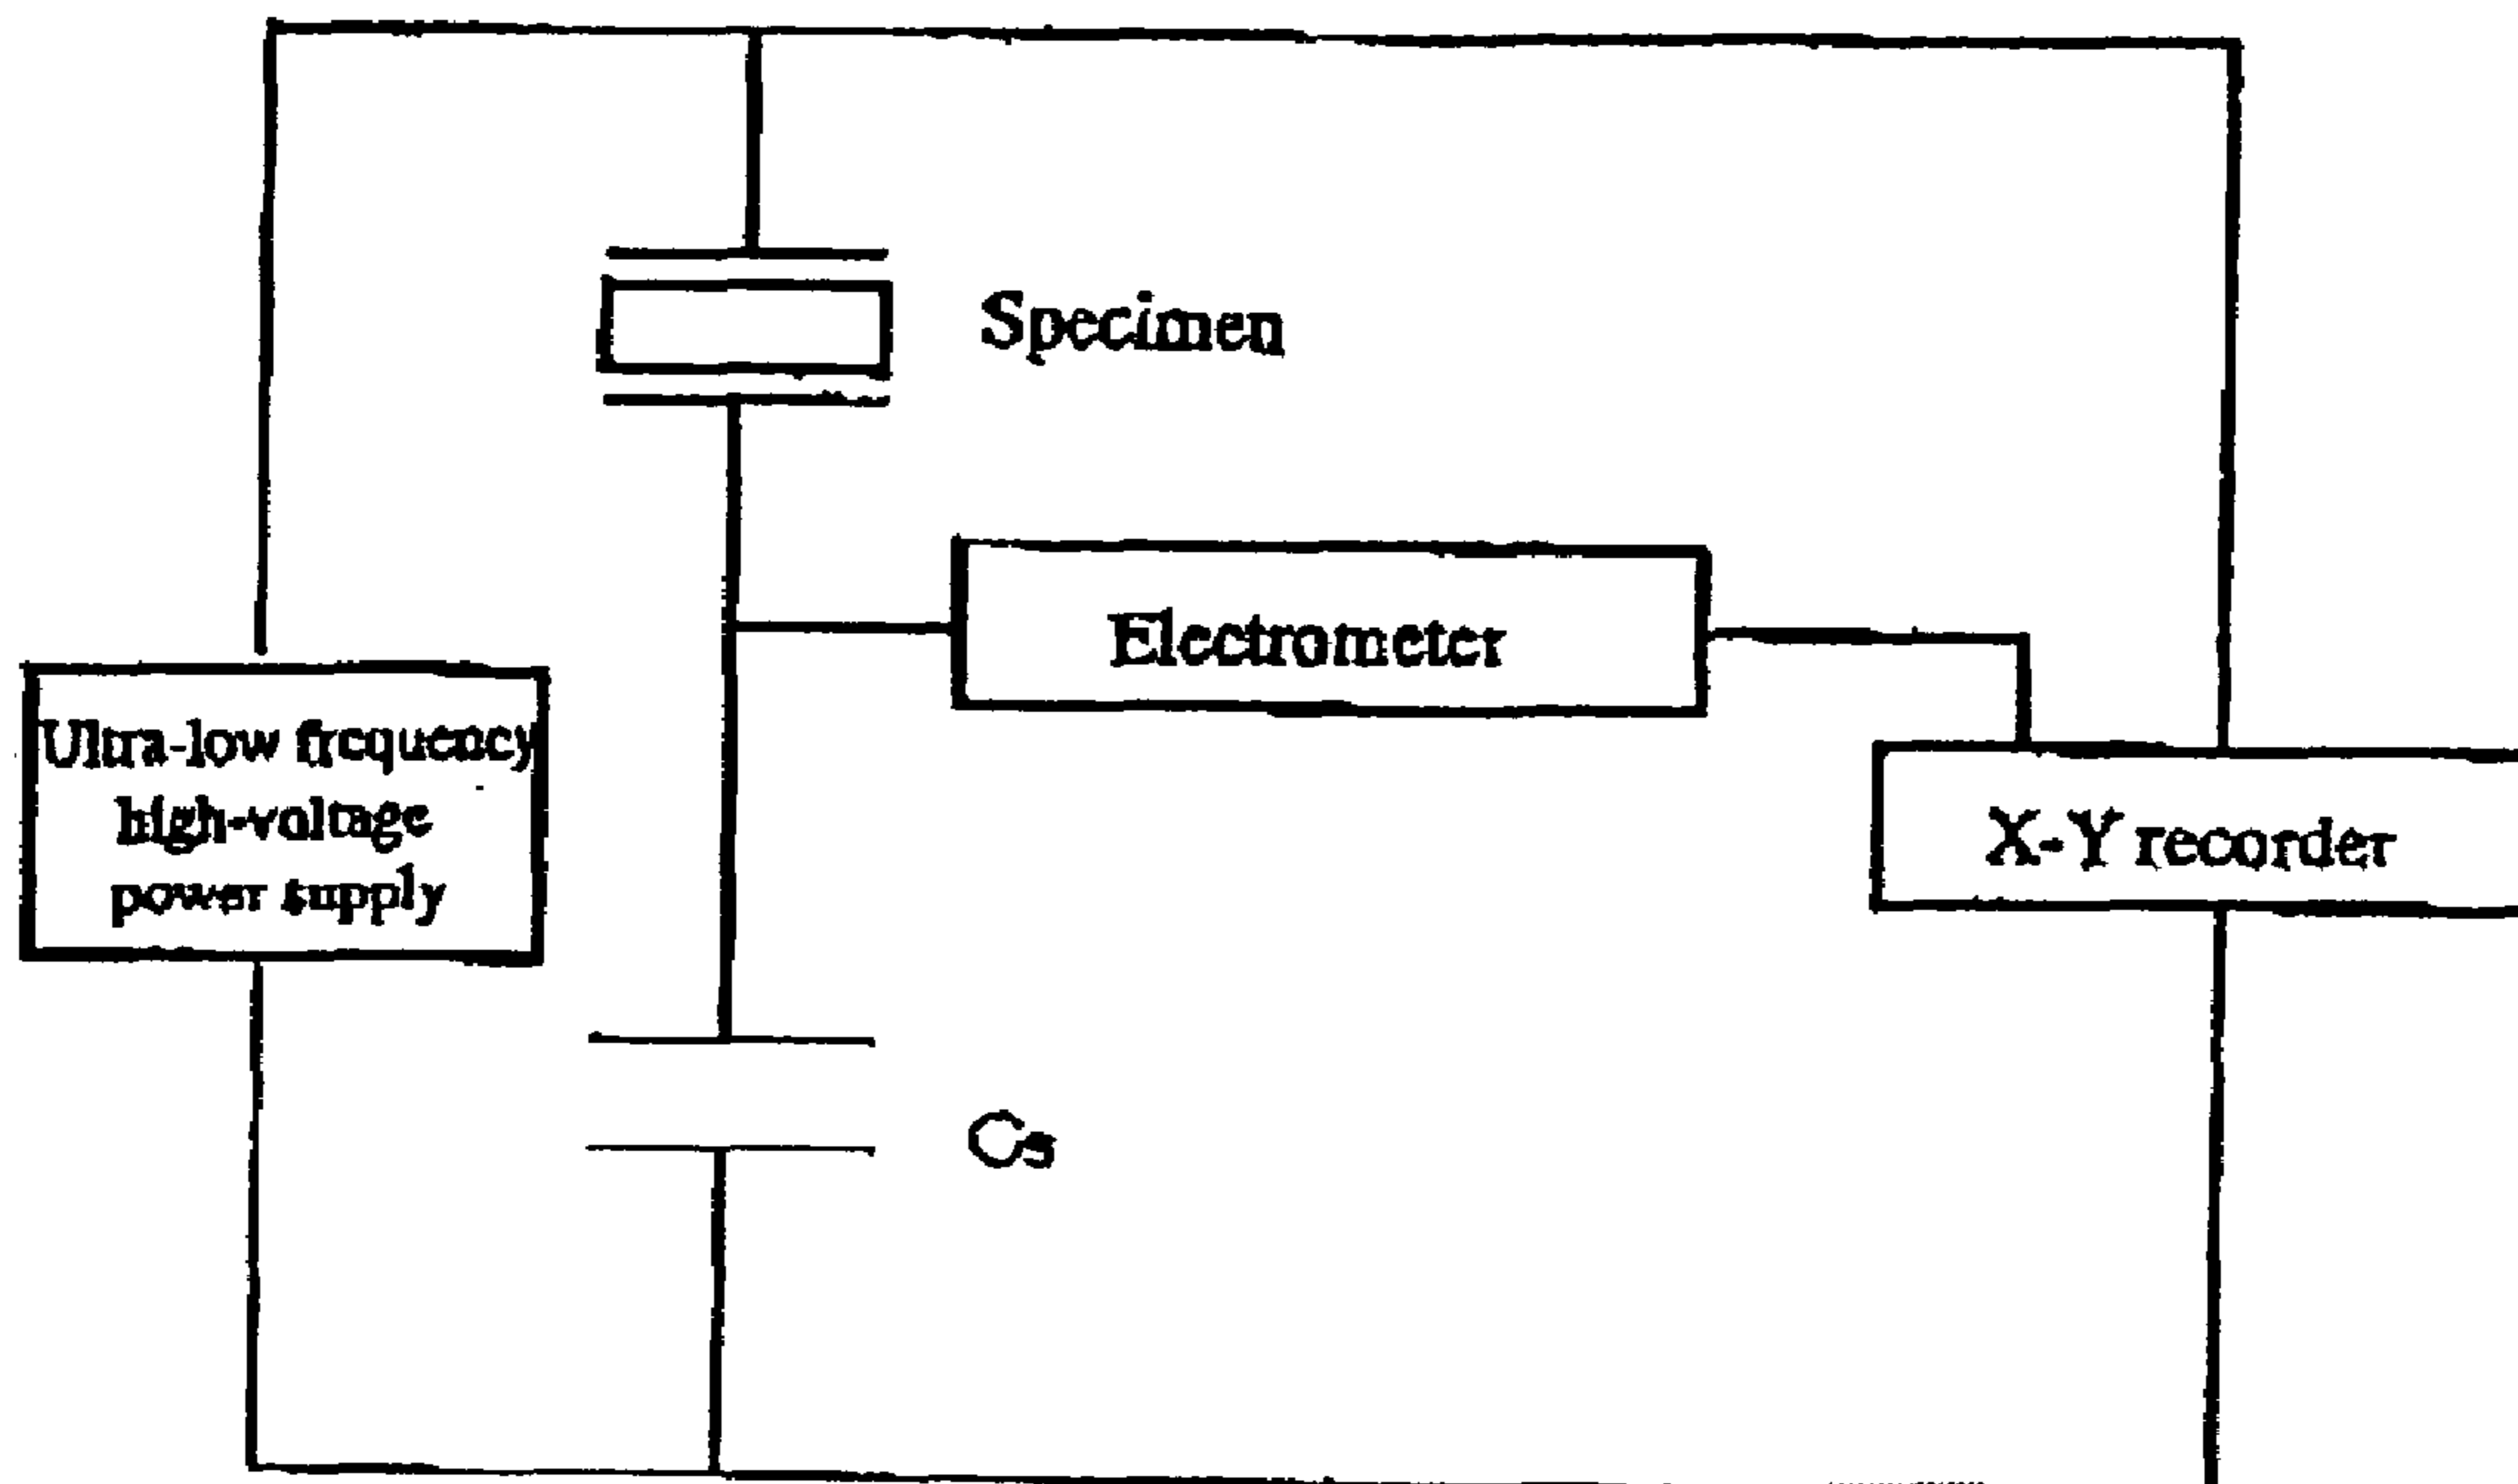 Specimen
Electrometer
Ultra-low frequency
high-voltage
power supply
X-Y recorder
Cs